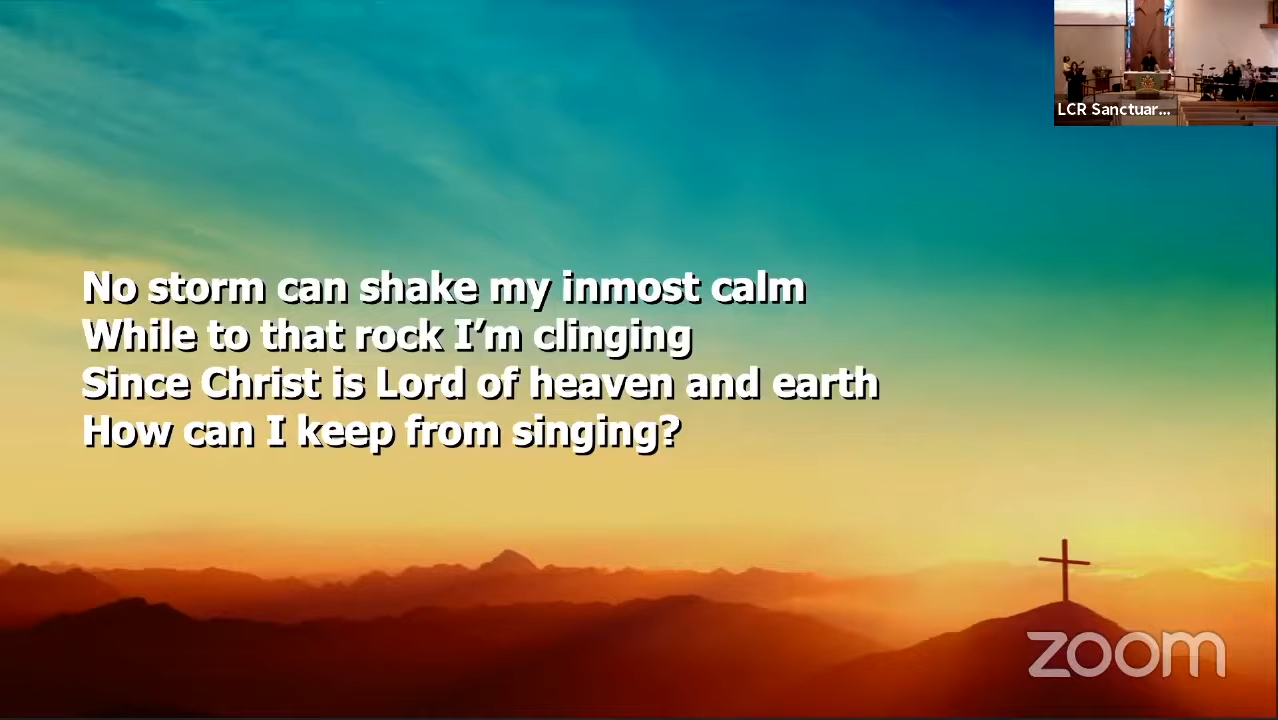 LCR Sanctuar...
No storm can shake my inmost calm
While to that rock I’m clinging
Since Christ is Lord of heaven and earth
How can I keep from singing?
zoom